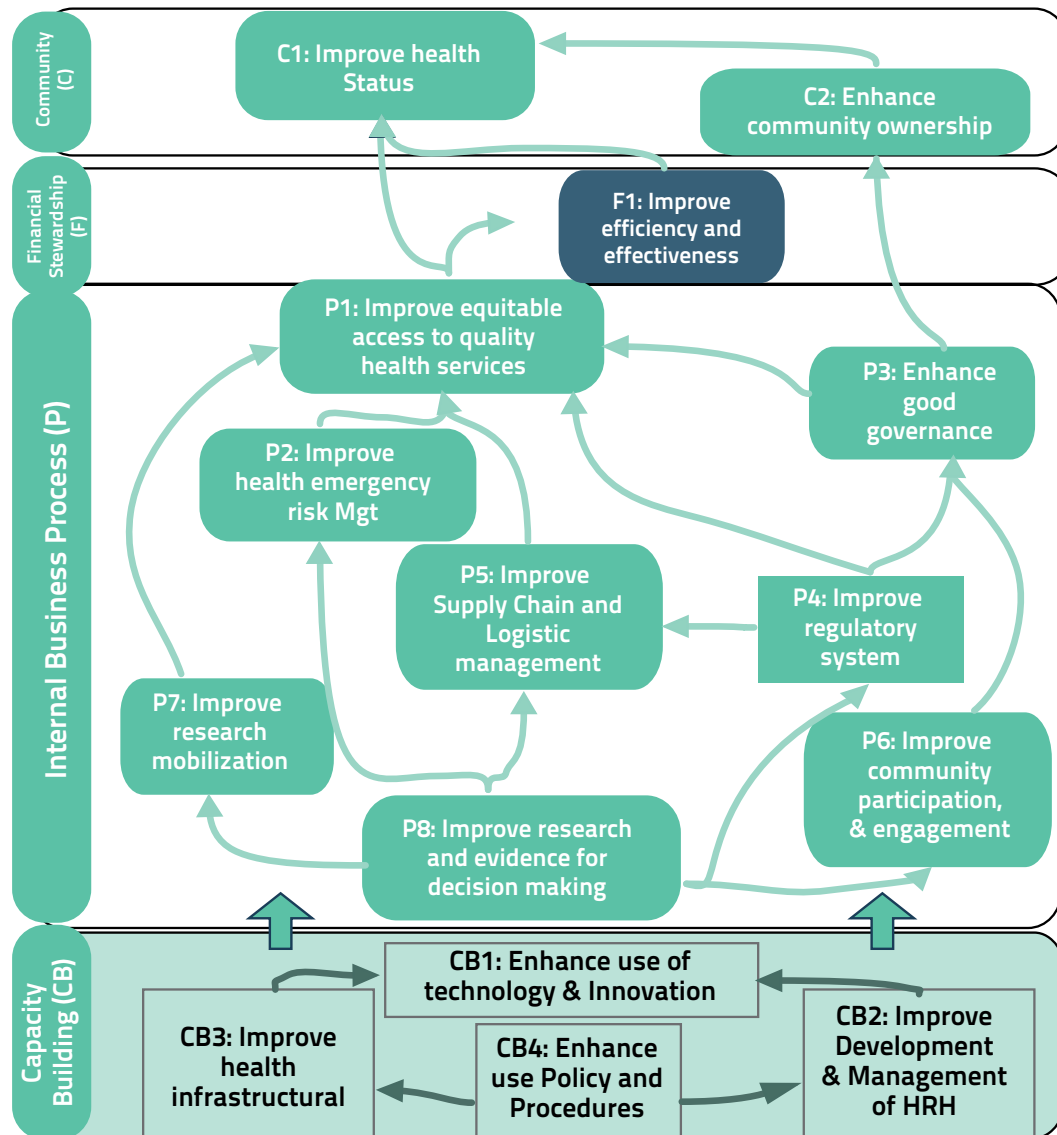 Community
(C)
C1: Improve health
Status
C2: Enhance
community ownership
Financial
Stewardship
(F)
F1: Improve
efficiency and
effectiveness
Internal Business Process (P)
P1: Improve equitable
access to quality
health services
P3: Enhance
good
governance
P2: Improve
health emergency
risk Mgt
P5: Improve
Supply Chain and
Logistic
management
P4: Improve
regulatory
system
P7: Improve
research
mobilization
P6: Improve
community
participation,
& engagement
P8: Improve research
and evidence for
decision making
Capacity
Building (CB)
CB1: Enhance use of
technology & Innovation
CB3: Improve
health
infrastructural
CB4: Enhance
use Policy and
Procedures
CB2: Improve
Development
& Management
of HRH